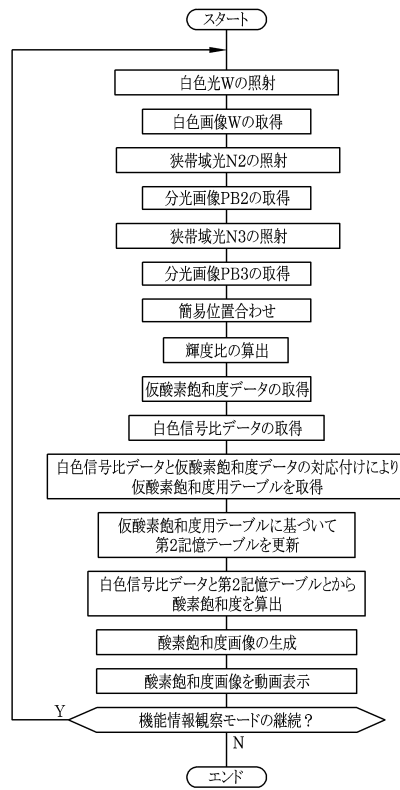 スタート
白色光Wの照射
白色画像Wの取得
狭帯域光N2の照射
分光画像PB2の取得
狭帯域光N3の照射
分光画像PB3の取得
簡易位置合わせ
輝度比の算出
仮酸素飽和度データの取得
白色信号比データの取得
白色信号比データと仮酸素飽和度データの対応付けにより
仮酸素飽和度用テーブルを取得
仮酸素飽和度用テーブルに基づいて
第2記憶テーブルを更新
白色信号比データと第2記憶テーブルとから
酸素飽和度を算出
酸素飽和度画像の生成
酸素飽和度画像を動画表示
Y
機能情報観察モードの継続？
N
エンド